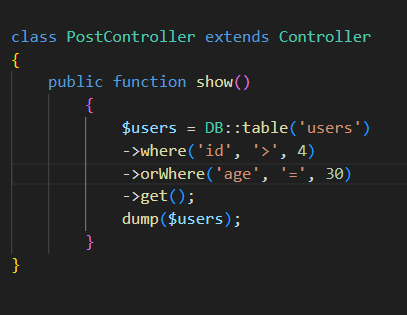 class PostController extends Controller
{
    public function show()
        {
            $users = DB::table('users')
            ->where('id', '>', 4)
            ->orWhere('age', '=', 30)
            ->get();
            dump($users);
        }
}